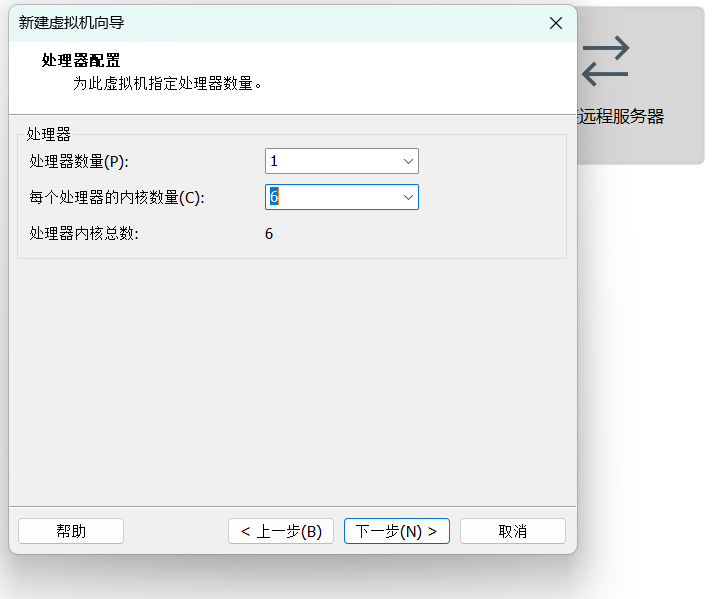 新建虚拟机向导
处理器配置
为此虚拟机指定处理器数量。
处理器
处理器数量(P):
1
每个处理器的内核数量(C):
6
处理器内核总数:
6
帮助
< 上一步(B)
下一步(N) >
取消
远程服务器